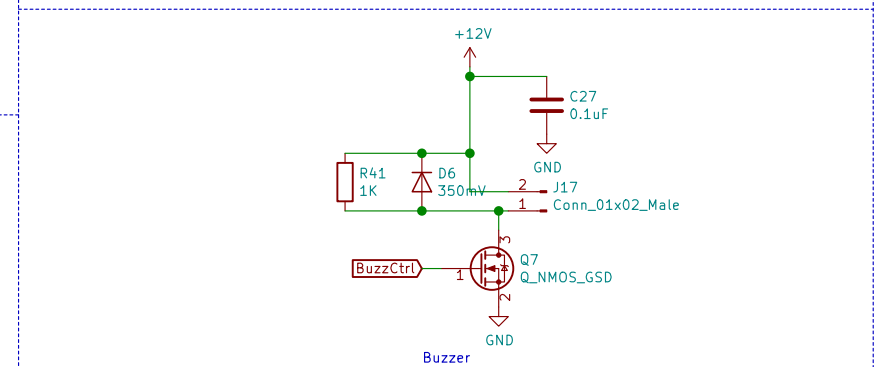 +12V
C27
0.1uF
GND
R41
1K
D6
350mV
2
J17
1
Conn_01x02_Male
3
BuzzCtrl
1
Q7
Q_NMOS_GSD
2
GND
Buzzer